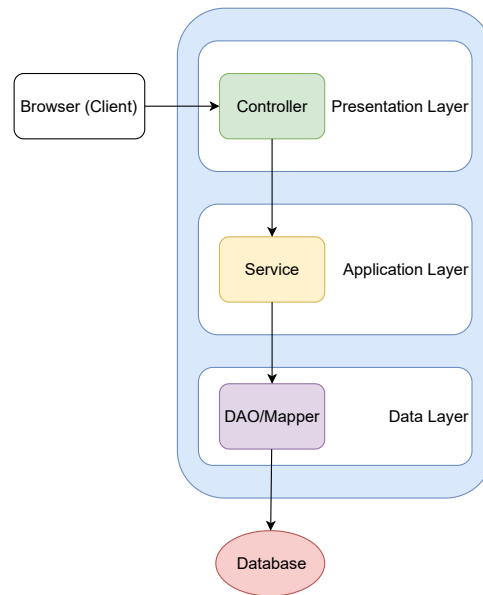 Browser (Client)
Controller
Presentation Layer
Service
Application Layer
DAO/Mapper
Data Layer
Database